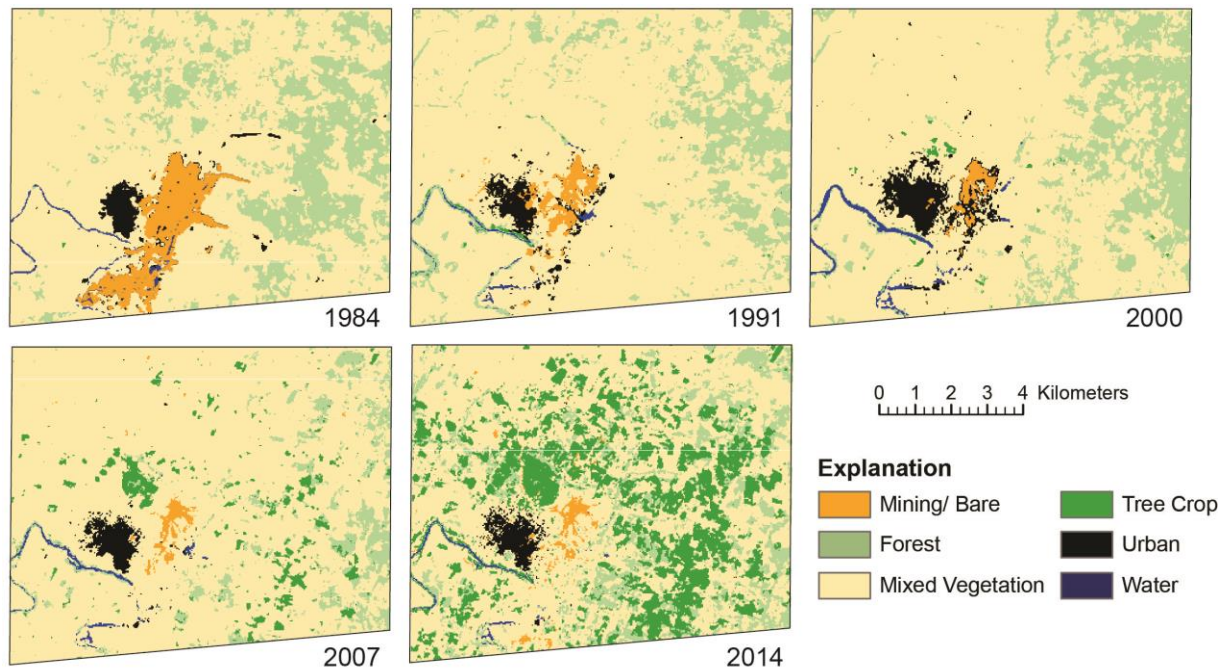 1984
1991
2000
2007
2014
0 1 2 3 4 Kilometers
Explanation
Mining/ Bare
Tree Crop
Forest
Urban
Mixed Vegetation
Water